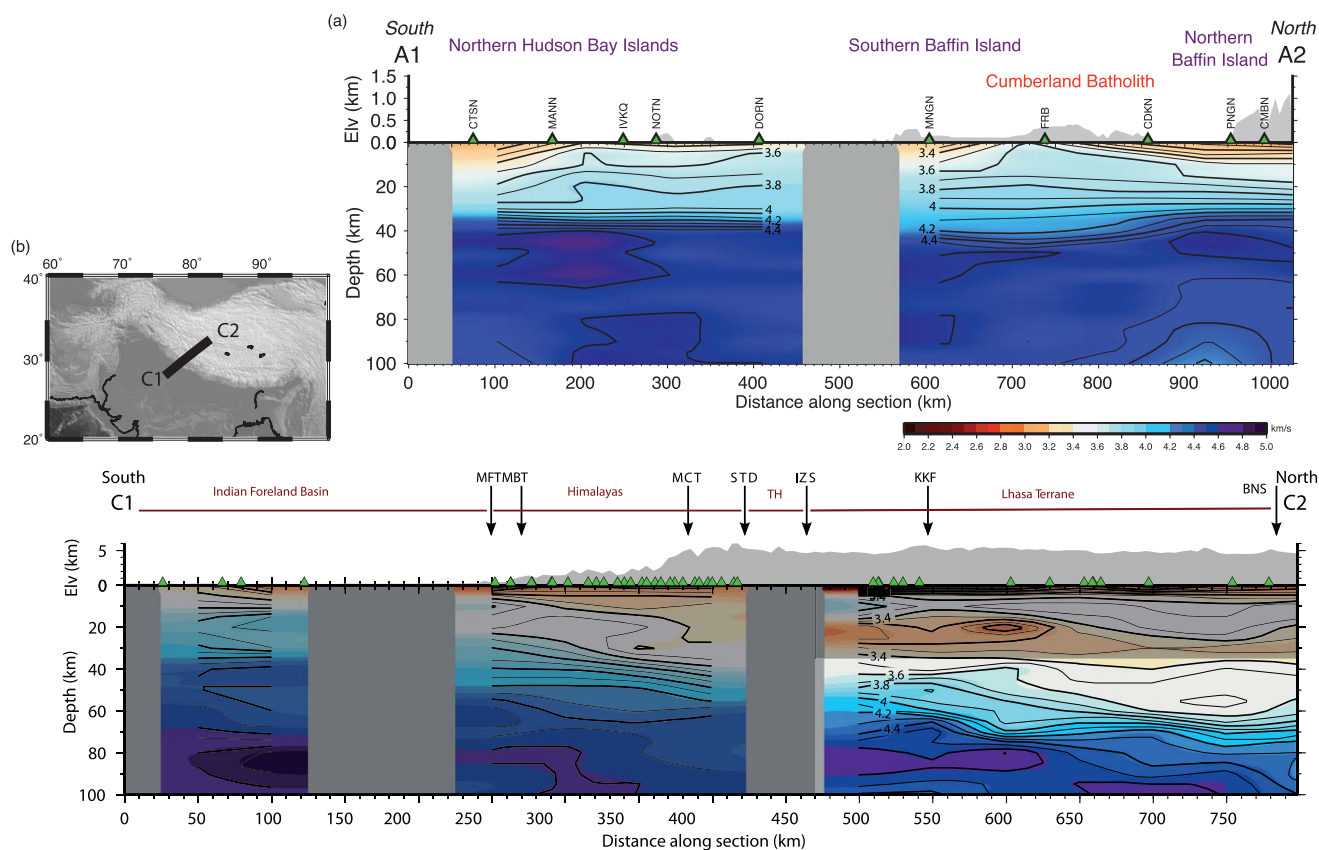 (a)
South
A1
Northern Hudson Bay Islands
Southern Baffin Island
Cumberland Batholith
Northern
Baffin Island
North
A2
Elv (km)
1.5
1.0
0.5
0.0
CTSN
MANN
IVKQ
NOTN
DORN
MNGN
FRB
CDKN
PNGN
CMBN
3.6
3.8
4
4.2
4.4
3.4
3.6
3.8
4
4.2
4.4
Depth (km)
20
40
60
80
100
0
100
200
300
400
500
600
700
800
900
1000
Distance along section (km)
(b)
60˚
70˚
80˚
90˚
40˚
30˚
20˚
C2
C1
km/s
2.0 2.2 2.4 2.6 2.8 3.0 3.2 3.4 3.6 3.8 4.0 4.2 4.4 4.6 4.8 5.0
South
C1
Indian Foreland Basin
MFT
MBT
Himalayas
MCT
STD
TH
IZS
KKF
Lhasa Terrane
BNS
North
C2
Elv (km)
5
0
3.4
3.4
3.4
3.6
3.8
4
4.2
4.4
Depth (km)
20
40
60
80
100
0 50 100 150 200 250 300 350 400 450 500 550 600 650 700 750
Distance along section (km)